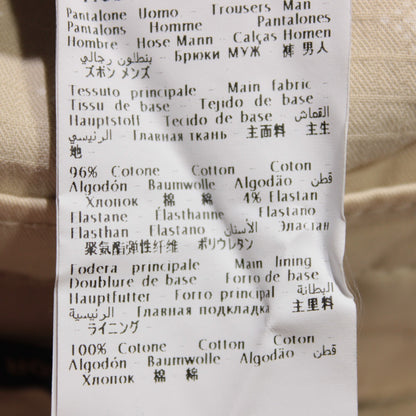 Pantalone Uomo - Trousers Man
Pantalons Homme - Pantalones
Hombre - Hose Mann - Calças Homen
بنطلون رجالي - Брюки МУЖ - 裤 男人
- ズボン メンズ
Tessuto principale - Main fabric -
Tissu de base - Tejido de base -
Hauptstoff - Tecido de base - القماش
الرئيسي - Главная ткань - 主面料 主生
地
96% Cotone - Cotton - Coton -
Algodón - Baumwolle - Algodão - قطن
- Хлопок 棉 綿 4% Elastan
Elastane - Élasthanne - Elastano -
Elasthan Elastano - الأستان - Эластан
聚氨酯弹性纤维 ポリウレタン
Fodera principale - Main lining -
Doublure de base - Forro de base -
Hauptfutter - Forro principal - البطانة
الرئيسية - Главная подкладка - 主里料
- ライニング
100% Cotone - Cotton - Coton -
Algodón - Baumwolle - Algodão - قطن
- Хлопок 棉 綿